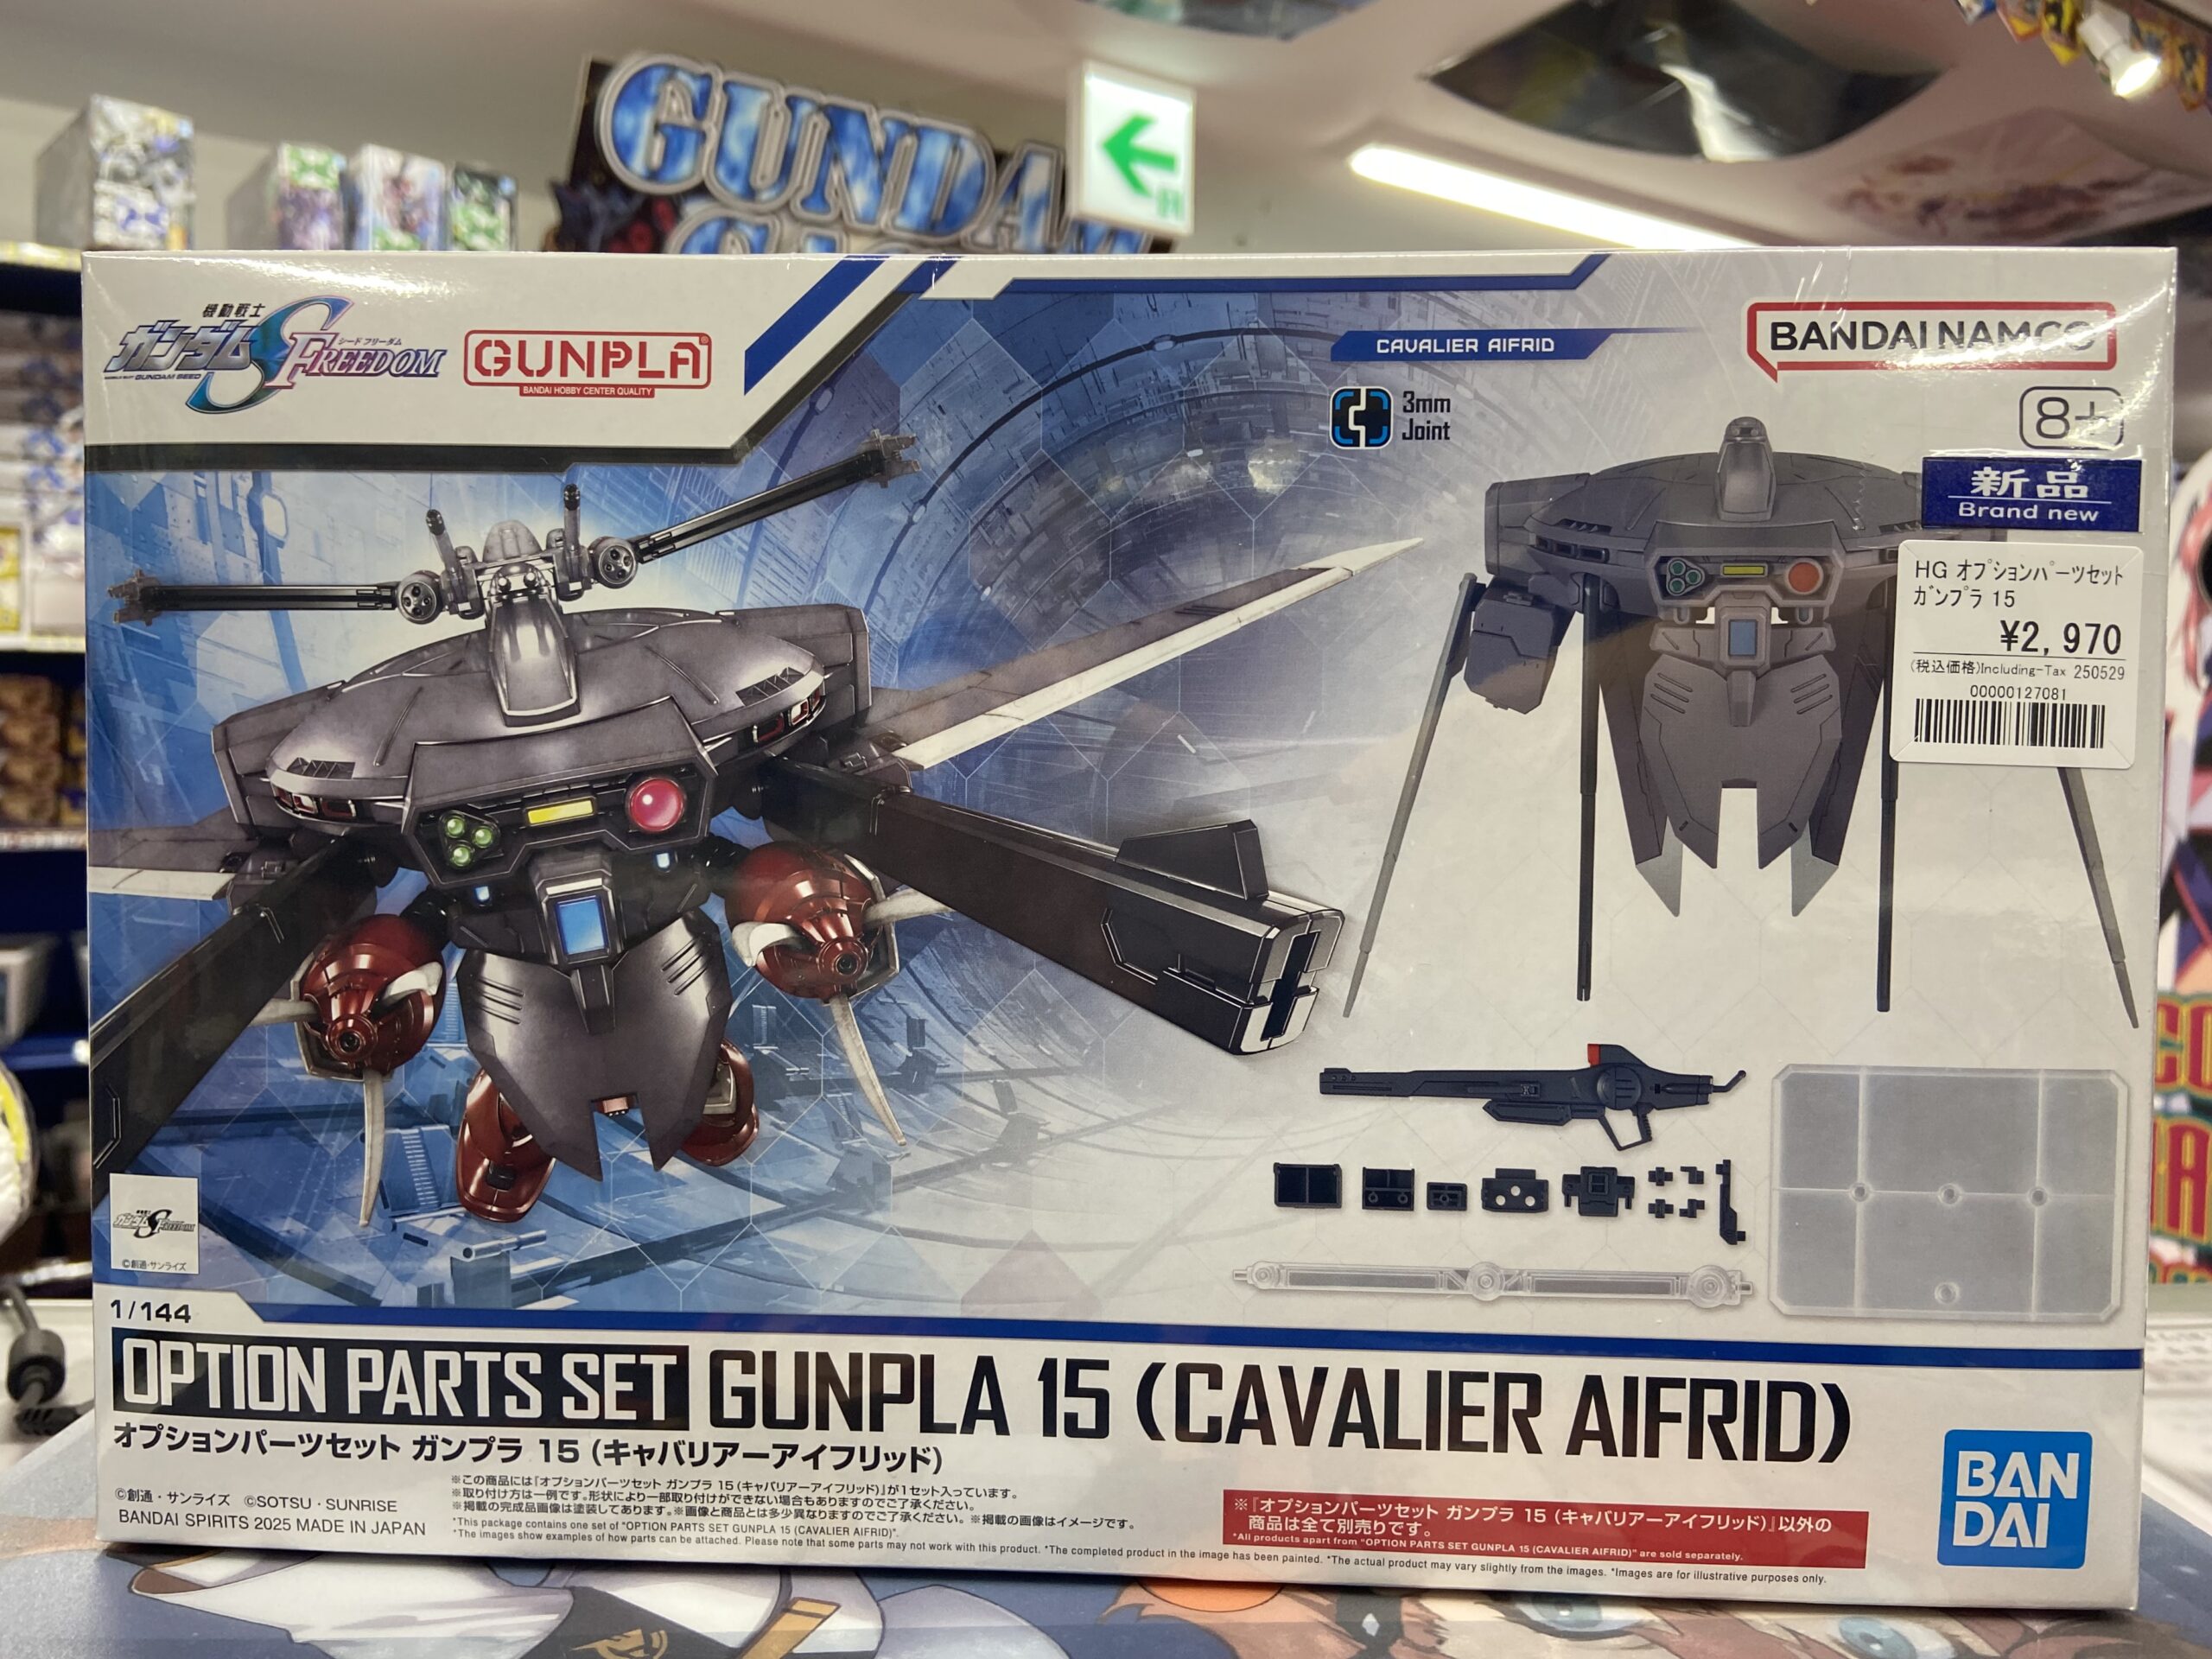 GUNDAM
機動戦士
ガンダムSEED FREEDOM
シード フリーダム
GUNPLA
BANDAI HOBBY CENTER QUALITY
CAVALIER AIFRID
3mm
Joint
BANDAI NAMCO
8+
新品
Brand new
HG オプションパーツセット
ガンプラ 15
¥2,970
(税込価格)Including-Tax 250529
00000127081
©創通・サンライズ
1/144
OPTION PARTS SET GUNPLA 15 (CAVALIER AIFRID)
オプションパーツセット ガンプラ 15 (キャバリアーアイフリッド)
©創通・サンライズ ©SOTSU・SUNRISE
BANDAI SPIRITS 2025 MADE IN JAPAN
※この商品には『オプションパーツセット ガンプラ 15 (キャバリアーアイフリッド)』が1セット入っています。
※取り付け方は一例です。形状により一部取り付けができない場合もありますのでご了承ください。
※掲載の完成品画像は塗装してあります。※画像と商品とは多少異なりますのでご了承ください。※掲載の画像はイメージです。
*This package contains one set of "OPTION PARTS SET GUNPLA 15 (CAVALIER AIFRID)".
*The images show examples of how parts can be attached. Please note that some parts may not work with this product. *The completed product in the image has been painted. *The actual product may vary slightly from the images. *Images are for illustrative purposes only.
※『オプションパーツセット ガンプラ 15 (キャバリアーアイフリッド)』以外の
商品は全て別売りです。
*All products apart from "OPTION PARTS SET GUNPLA 15 (CAVALIER AIFRID)" are sold separately.
BAN
DAI